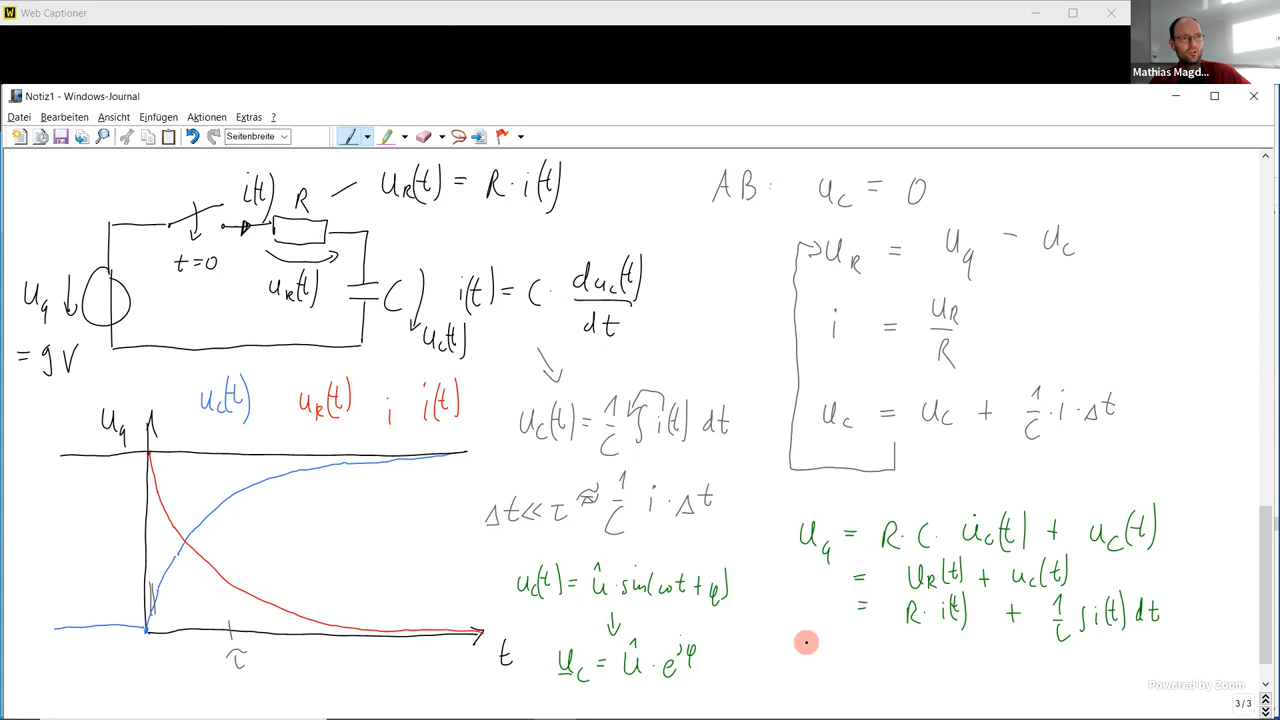 Web Captioner
Mathias Magd...
Notiz1 - Windows-Journal
Datei Bearbeiten Ansicht Einfügen Aktionen Extras ?
Seitenbreite
i(t) R u_R(t) = R · i(t)
t=0
u_R(t)
U_q
= 9V
C
u_C(t)
i(t) = C · du_C(t)/dt
u_C(t) u_R(t) i i(t)
U_q
t
τ
u_C(t) = 1/C ∫ i(t) dt
Δt << τ ≈ 1/C i · Δt
u_C(t) = û · sin(ωt + φ)
↓
u_C = û · e^jφ
AB: u_C = 0
u_R = U_q - u_C
i = u_R/R
u_C = u_C + 1/C · i · Δt
U_q = R · C · u̇_C(t) + u_C(t)
= u_R(t) + u_C(t)
= R · i(t) + 1/C ∫ i(t) dt
Powered by Zoom
3/3